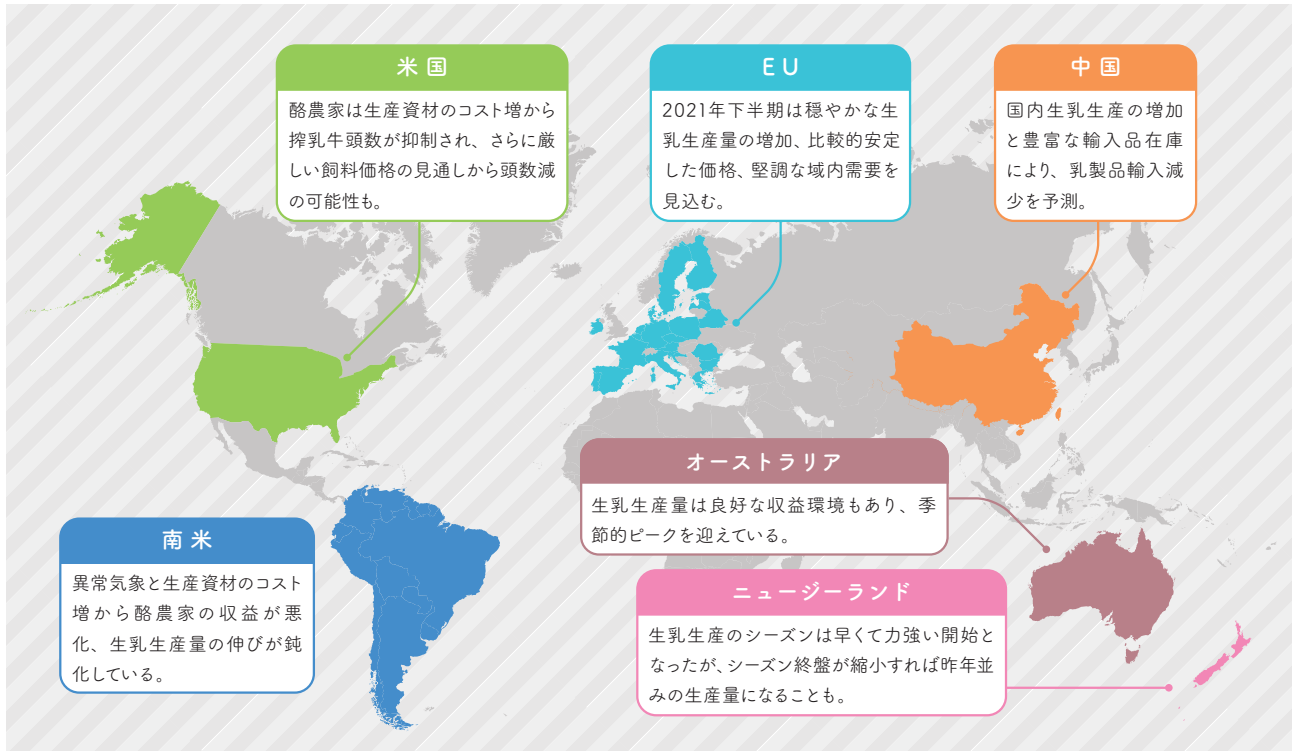 米国
酪農家は生産資材のコスト増から
搾乳牛頭数が抑制され、さらに厳
しい飼料価格の見通しから頭数減
の可能性も。
EU
2021年下半期は穏やかな生
乳生産量の増加、比較的安定
した価格、堅調な域内需要を
見込む。
中国
国内生乳生産の増加
と豊富な輸入品在庫
により、乳製品輸入減
少を予測。
オーストラリア
生乳生産量は良好な収益環境もあり、季
節的ピークを迎えている。
南米
異常気象と生産資材のコスト
増から酪農家の収益が悪
化、生乳生産量の伸びが鈍
化している。
ニュージーランド
生乳生産のシーズンは早くて力強い開始と
なったが、シーズン終盤が縮小すれば昨年並
みの生産量になることも。